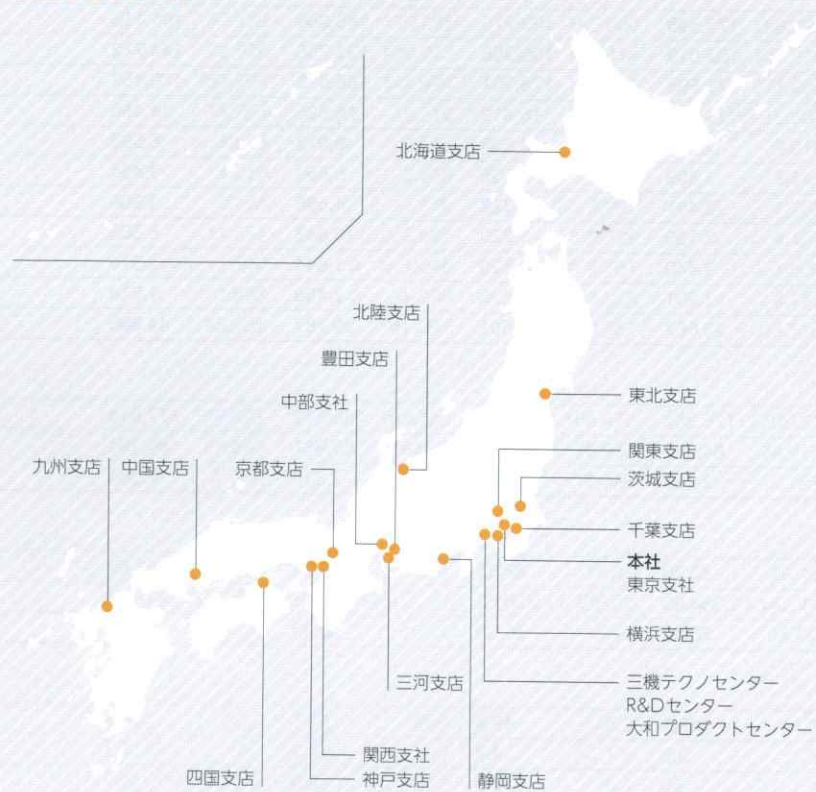 北海道支店
北陸支店
豊田支店
中部支社
東北支店
関東支店
九州支店
中国支店
京都支店
茨城支店
千葉支店
本社
東京支社
横浜支店
三河支店
三機テクノセンター
R&Dセンター
大和プロダクトセンター
関西支社
四国支店
神戸支店
静岡支店